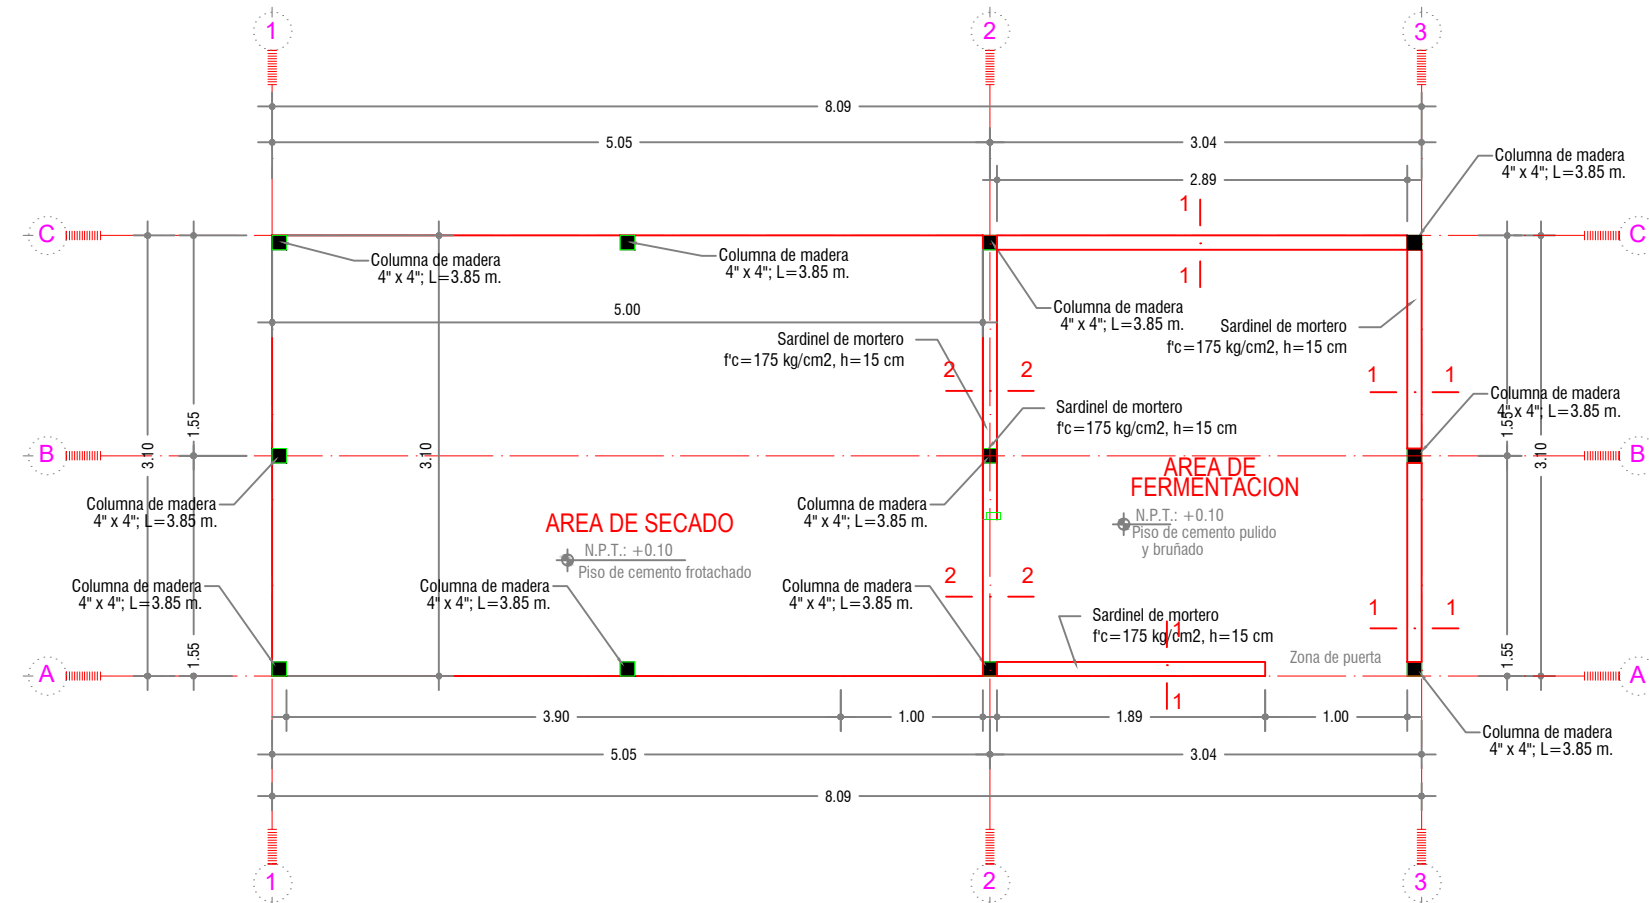 1
2
3
8.09
5.05
3.04
2.89
Columna de madera
4" x 4"; L=3.85 m.
1
C
C
Columna de madera
4" x 4"; L=3.85 m.
Columna de madera
4" x 4"; L=3.85 m.
1
5.00
Columna de madera
4" x 4"; L=3.85 m.
Sardinel de mortero
f'c=175 kg/cm2, h=15 cm
Sardinel de mortero
f'c=175 kg/cm2, h=15 cm
2
2
1
1
Columna de madera
4" x 4"; L=3.85 m.
Sardinel de mortero
f'c=175 kg/cm2, h=15 cm
1.55
3.10
3.10
1.55
3.10
B
B
AREA DE
FERMENTACION
Columna de madera
4" x 4"; L=3.85 m.
Columna de madera
4" x 4"; L=3.85 m.
AREA DE SECADO
N.P.T.: +0.10
Piso de cemento frotachado
N.P.T.: +0.10
Piso de cemento pulido
y bruñado
Columna de madera
4" x 4"; L=3.85 m.
Columna de madera
4" x 4"; L=3.85 m.
Columna de madera
4" x 4"; L=3.85 m.
2
2
1
1
Sardinel de mortero
f'c=175 kg/cm2, h=15 cm
1
Zona de puerta
1.55
1.55
A
A
1
3.90
1.00
1.89
1.00
Columna de madera
4" x 4"; L=3.85 m.
5.05
3.04
8.09
1
2
3